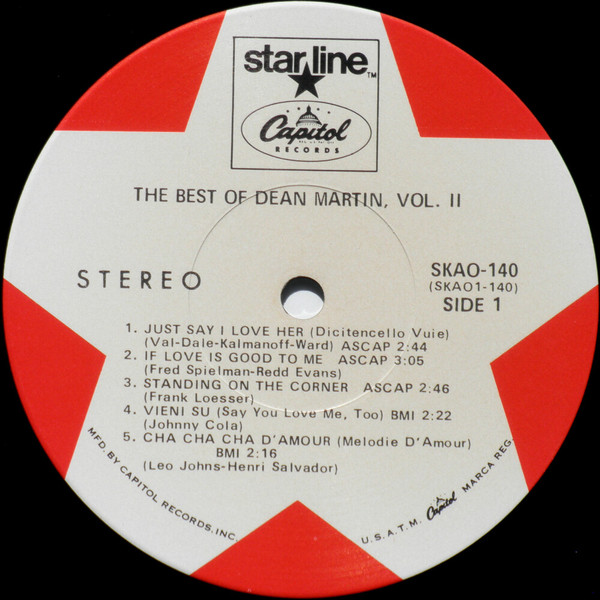 starline™
Capitol
RECORDS
THE BEST OF DEAN MARTIN, VOL. II
STEREO
SKAO-140
(SKAO1-140)
SIDE 1
1. JUST SAY I LOVE HER (Dicitencello Vuie)
(Val-Dale-Kalmanoff-Ward) ASCAP 2:44
2. IF LOVE IS GOOD TO ME ASCAP 3:05
(Fred Spielman-Redd Evans)
3. STANDING ON THE CORNER ASCAP 2:46
(Frank Loesser)
4. VIENI SU (Say You Love Me, Too) BMI 2:22
(Johnny Cola)
5. CHA CHA CHA D'AMOUR (Melodie D'Amour)
BMI 2:16
(Leo Johns-Henri Salvador)
MFD. BY CAPITOL RECORDS, INC.
U.S.A. T.M. Capitol MARCA REG.